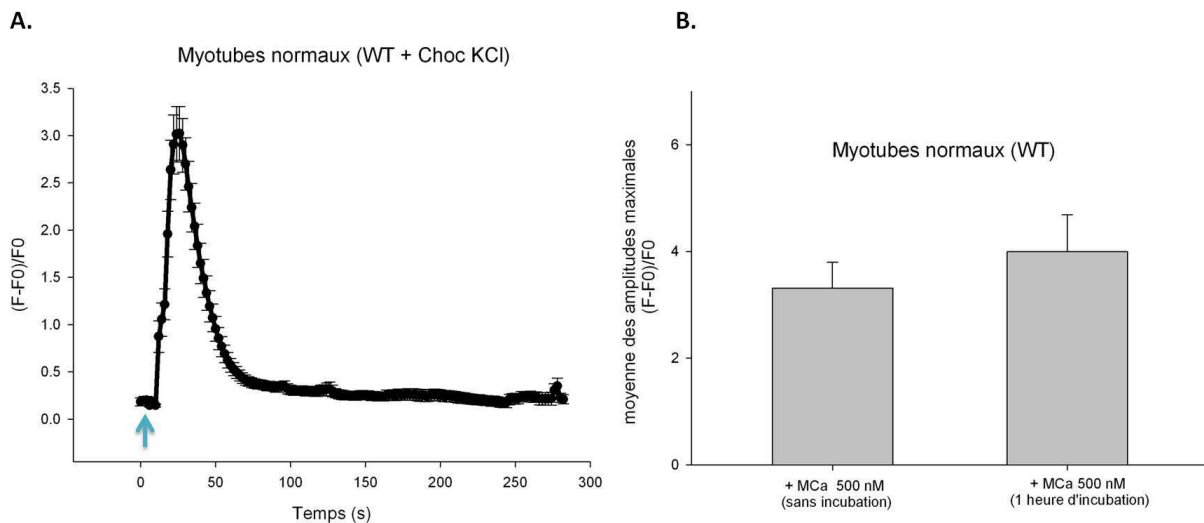 A.
Myotubes normaux (WT + Choc KCl)
3.5
3.0
2.5
2.0
1.5
1.0
0.5
0.0
(F-F0)/F0
0
50
100
150
200
250
300
Temps (s)
B.
Myotubes normaux (WT)
6
4
2
0
moyenne des amplitudes maximales
(F-F0)/F0
+ MCa 500 nM
(sans incubation)
+ MCa 500 nM
(1 heure d'incubation)